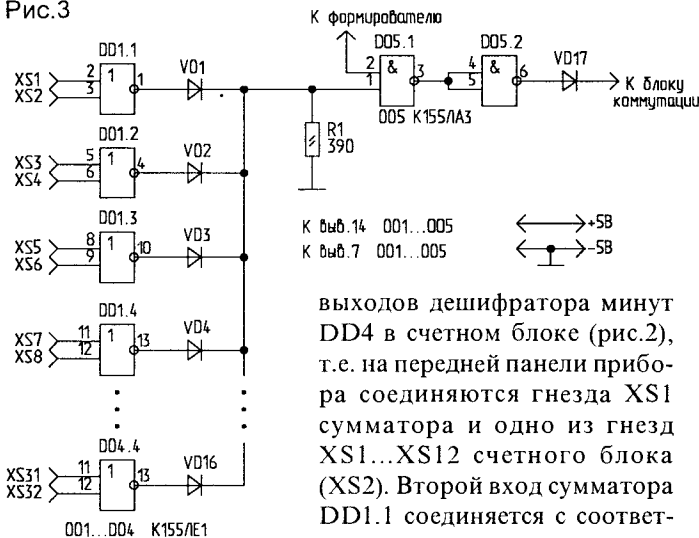 Рис.3
К формирователю
DD1.1
2
3
1
1
VD1
XS1
XS2
DD5.1
2
1
&
3
DD5.2
4
5
&
6
VD17
К блоку
коммутации
DD5 К155ЛА3
R1
390
DD1.2
5
6
1
4
VD2
XS3
XS4
DD1.3
8
9
1
10
VD3
XS5
XS6
К выв.14 DD1...DD5
+5В
К выв.7 DD1...DD5
-5В
DD1.4
11
12
1
13
VD4
XS7
XS8
DD4.4
11
12
1
13
VD16
XS31
XS32
DD1...DD4 К155ЛЕ1
выходов дешифратора минут
DD4 в счетном блоке (рис.2),
т.е. на передней панели прибо-
ра соединяются гнезда XS1
сумматора и одно из гнезд
XS1...XS12 счетного блока
(XS2). Второй вход сумматора
DD1.1 соединяется с соответ-